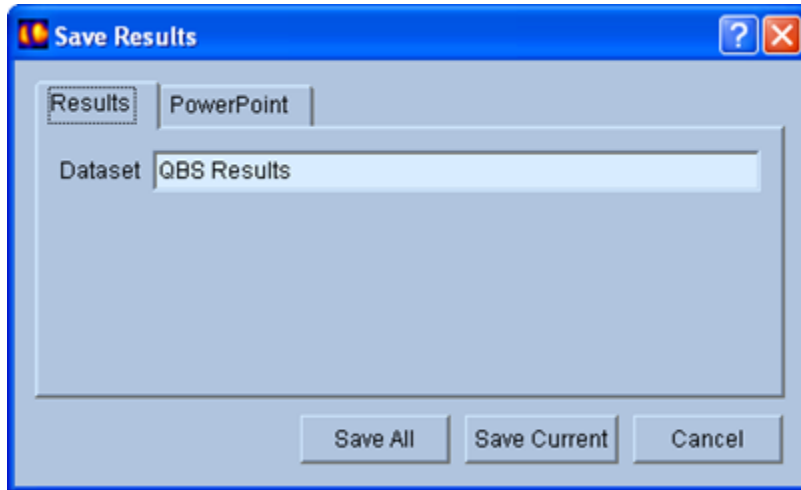 Save Results
Results PowerPoint
Dataset QBS Results
Save All Save Current Cancel